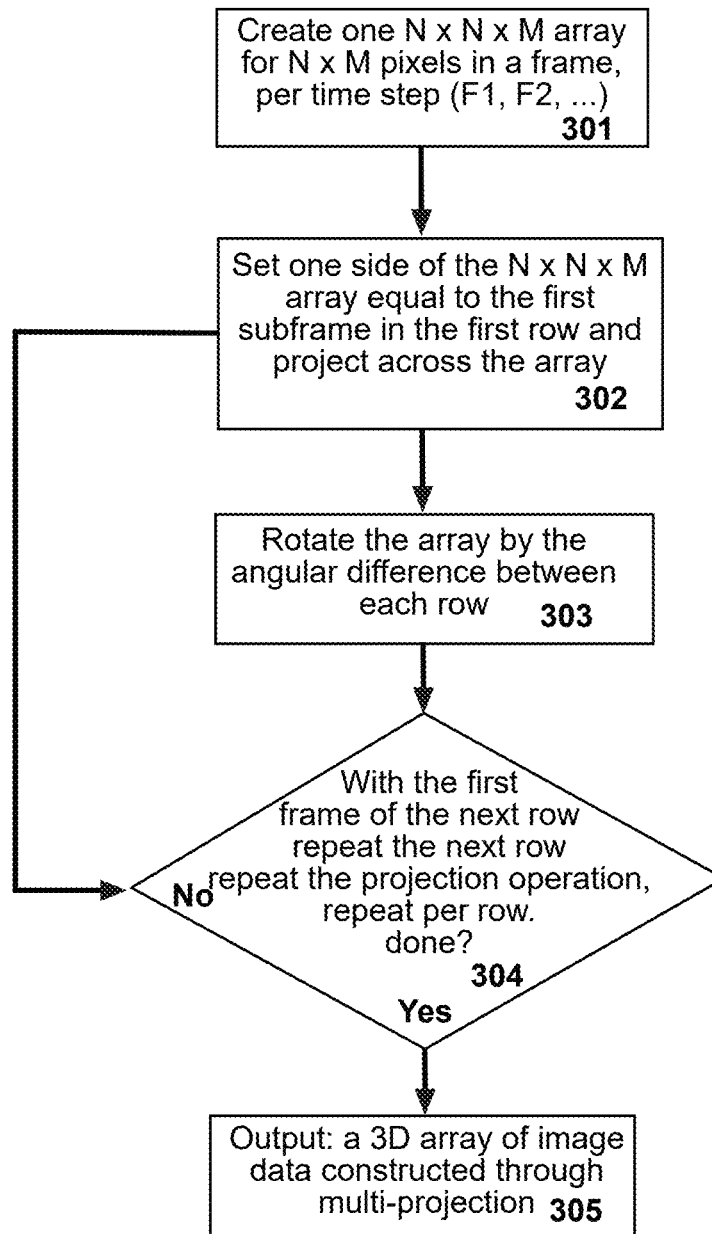 Create one N x N x M array
for N x M pixels in a frame,
per time step (F1, F2, ...)
301
Set one side of the N x N x M
array equal to the first
subframe in the first row and
project across the array
302
Rotate the array by the
angular difference between
each row 303
With the first
frame of the next row
repeat the next row
repeat the projection operation,
No
repeat per row.
done?
304
Yes
Output: a 3D array of image
data constructed through
multi-projection 305